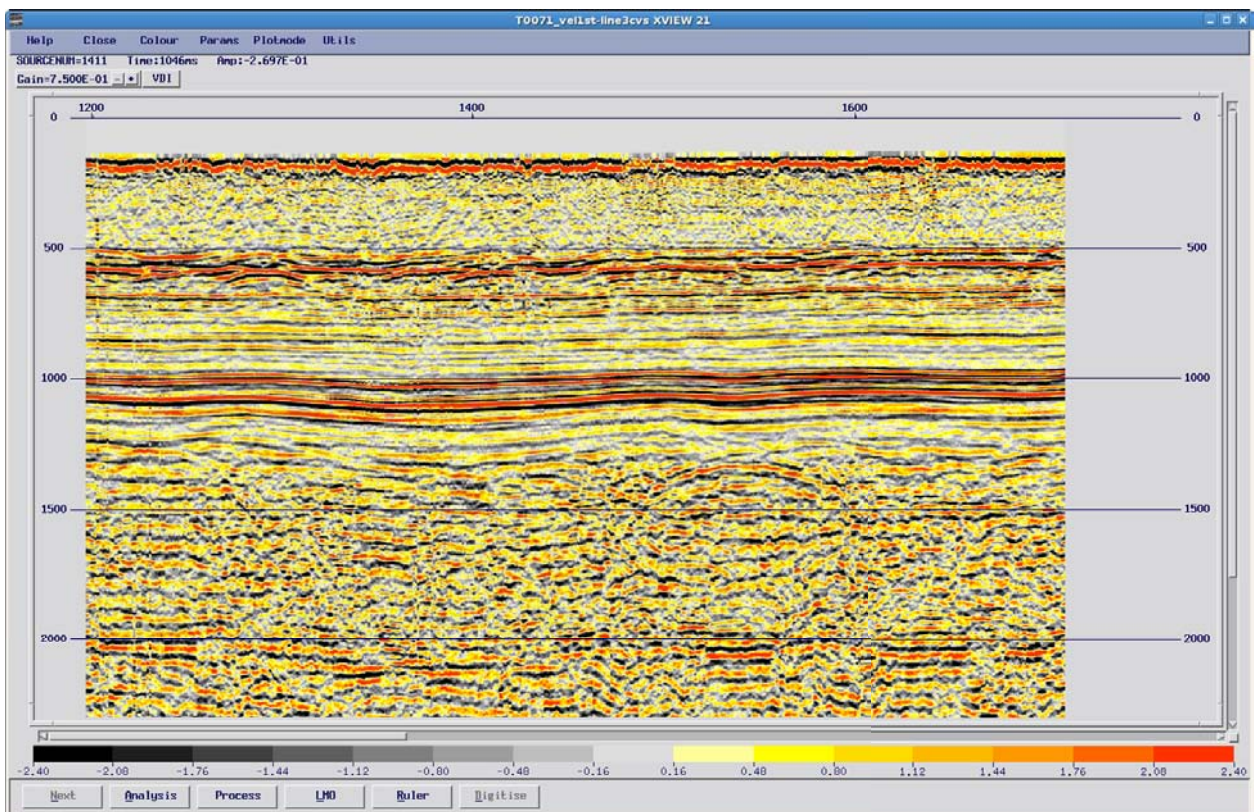 T0071_vel1st-line3cvs XVIEW 21
Help Close Colour Params Plotmode Utils
SOURCENUM=1411 Time:1046ms Amp:-2.697E-01
Gain=7.500E-01 - + VDI
1200 1400 1600
0 0
500 500
1000 1000
1500 1500
2000 2000
-2.40 -2.08 -1.76 -1.44 -1.12 -0.80 -0.48 -0.16 0.16 0.48 0.80 1.12 1.44 1.76 2.08 2.40
Next Analysis Process LMO Ruler Digitise